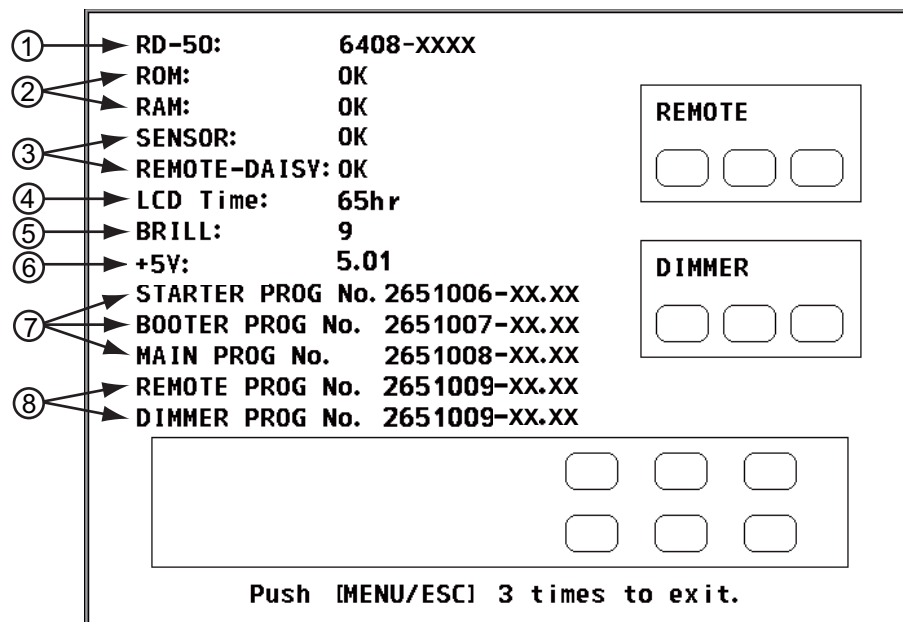 ① RD-50: 6408-XXXX
② ROM: OK
RAM: OK
③ SENSOR: OK
REMOTE-DAISY: OK
④ LCD Time: 65hr
⑤ BRILL: 9
⑥ +5V: 5.01
⑦ STARTER PROG No. 2651006-XX.XX
BOOTER PROG No. 2651007-XX.XX
MAIN PROG No. 2651008-XX.XX
⑧ REMOTE PROG No. 2651009-XX.XX
DIMMER PROG No. 2651009-XX.XX
REMOTE
DIMMER
Push [MENU/ESC] 3 times to exit.